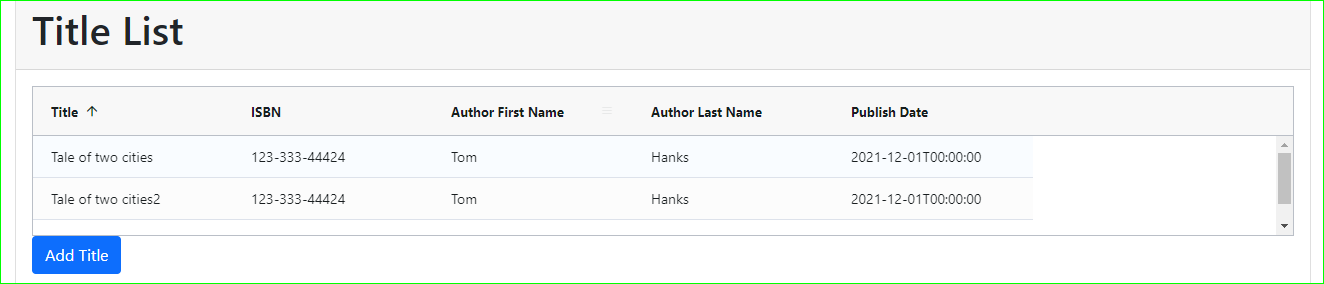 Title List
Title ISBN Author First Name Author Last Name Publish Date
Tale of two cities 123-333-44424 Tom Hanks 2021-12-01T00:00:00
Tale of two cities2 123-333-44424 Tom Hanks 2021-12-01T00:00:00
Add Title